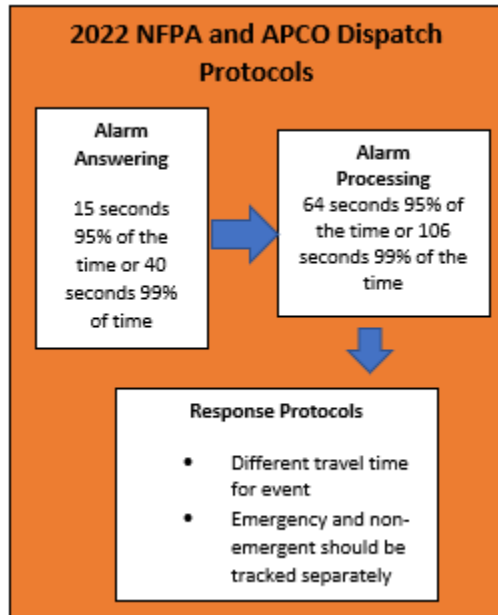 2022 NFPA and APCO Dispatch
Protocols
Alarm
Answering
15 seconds
95% of the
time or 40
seconds 99%
of time
Alarm
Processing
64 seconds 95% of
the time or 106
seconds 99% of the
time
Response Protocols
• Different travel time
for event
• Emergency and non-
emergent should be
tracked separately